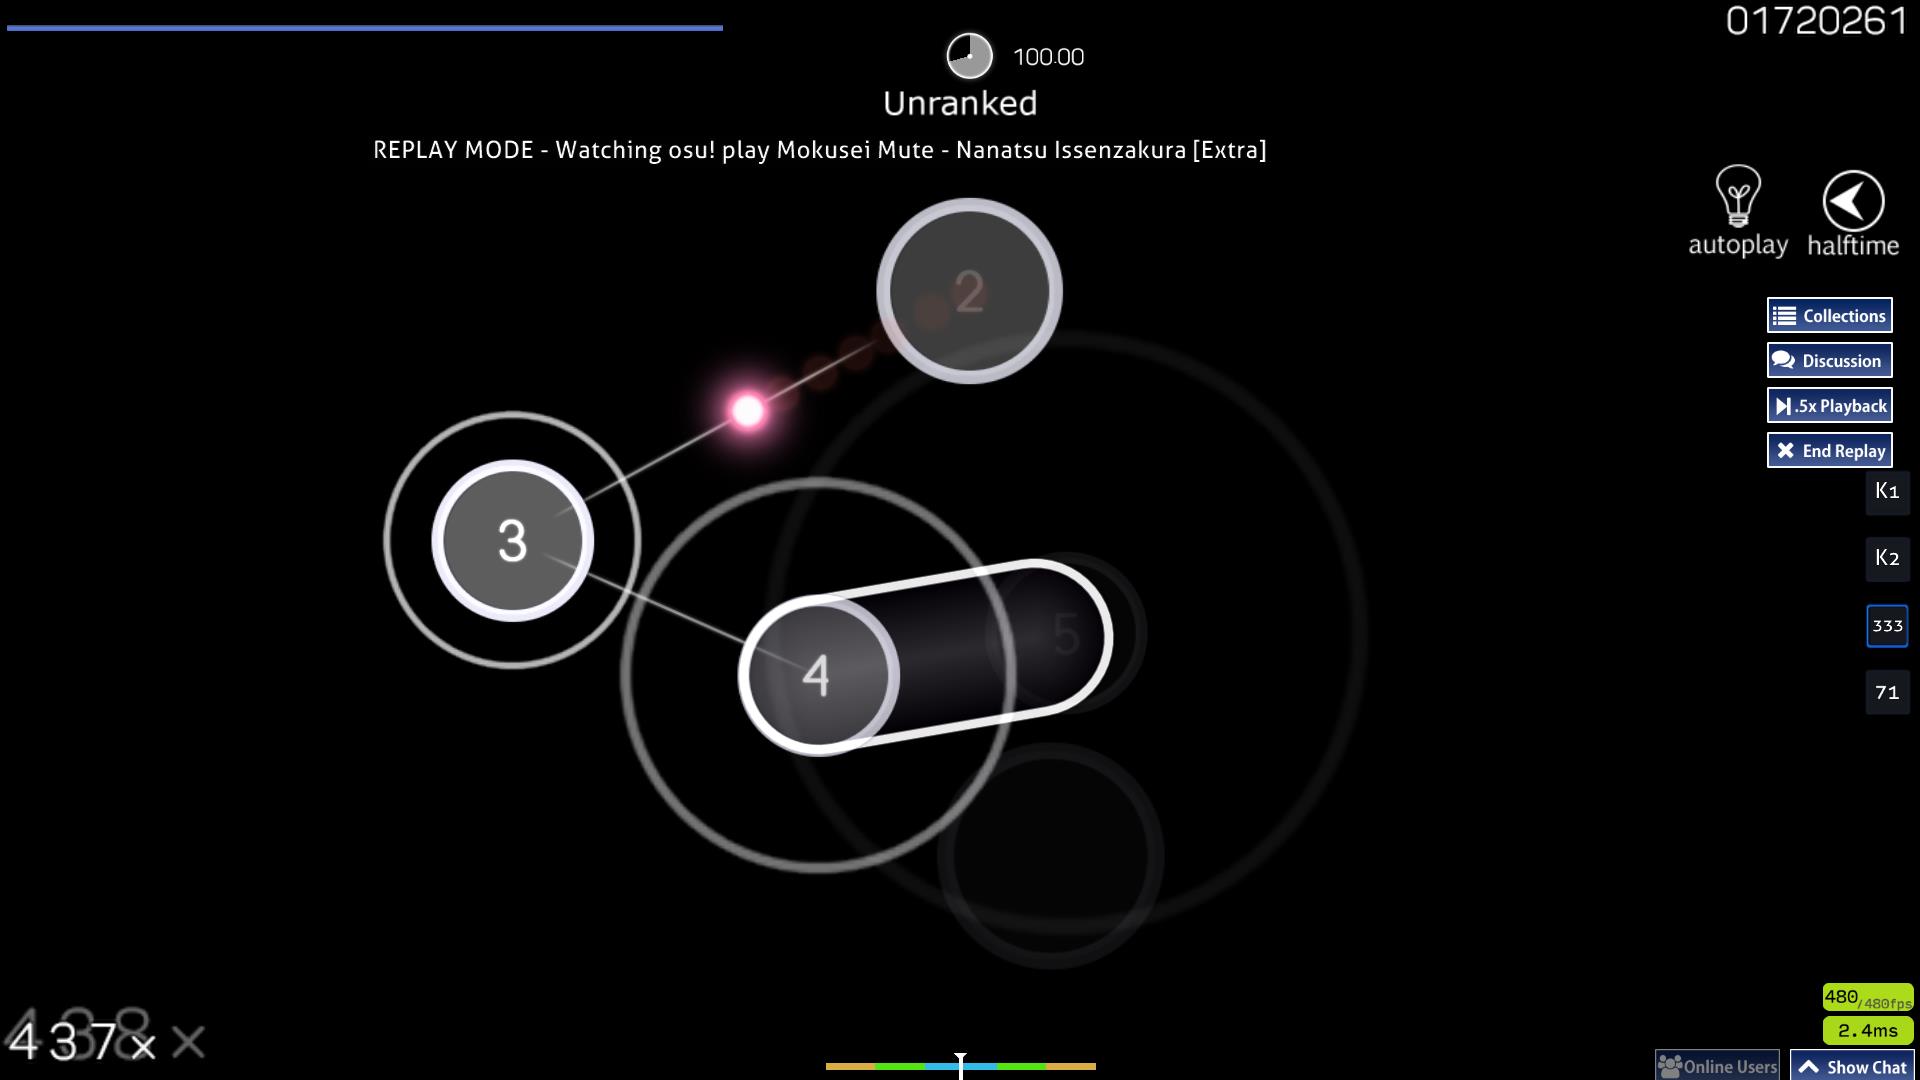 01720261
100.00
Unranked
REPLAY MODE - Watching osu! play Mokusei Mute - Nanatsu Issenzakura [Extra]
autoplay
halftime
2
Collections
Discussion
.5x Playback
End Replay
K1
3
K2
333
5
4
71
480/480fps
438x
437x
2.4ms
Online Users
Show Chat